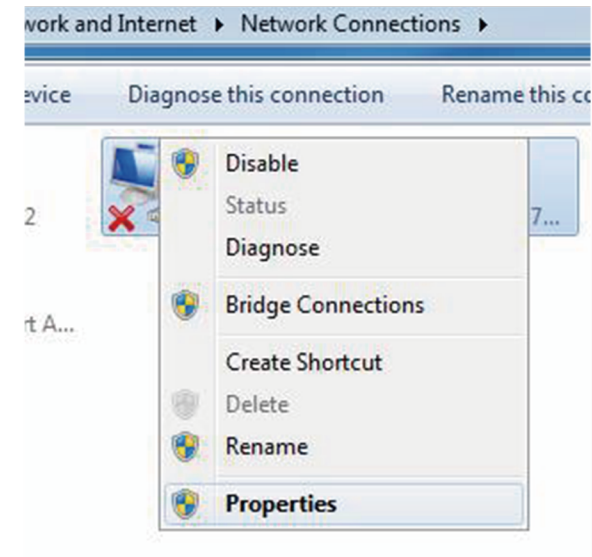 work and Internet ▸ Network Connections ▸
evice Diagnose this connection Rename this co
Disable
2 Status 7...
Diagnose
Bridge Connections
rt A...
Create Shortcut
Delete
Rename
Properties